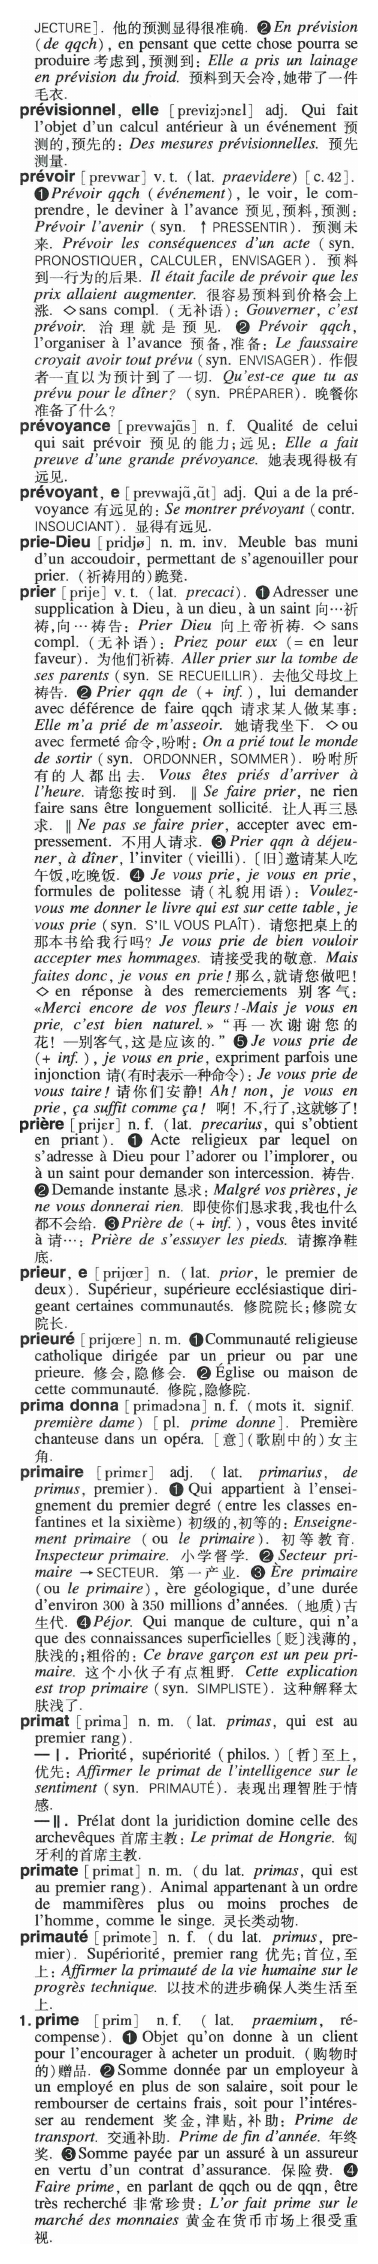 JECTURE]. 他的预测显得很准确. ❷ En prévision
(de qqch), en pensant que cette chose pourra se
produire 考虑到,预测到: Elle a pris un lainage
en prévision du froid. 预料到天会冷,她带了一件
毛衣.
prévisionnel, elle [previzjɔnɛl] adj. Qui fait
l'objet d'un calcul antérieur à un événement 预
测的,预先的: Des mesures prévisionnelles. 预先
测量.
prévoir [prevwar] v. t. (lat. praevidere) [c. 42].
❶ Prévoir qqch (événement), le voir, le com-
prendre, le deviner à l'avance 预见,预料,预测:
Prévoir l'avenir (syn. ↑ PRESSENTIR). 预测未
来. Prévoir les conséquences d'un acte (syn.
PRONOSTIQUER, CALCULER, ENVISAGER). 预料
到一行为的后果. Il était facile de prévoir que les
prix allaient augmenter. 很容易预料到价格会上
涨. ◇ sans compl. (无补语): Gouverner, c'est
prévoir. 治理就是预见. ❷ Prévoir qqch,
l'organiser à l'avance 预备,准备: Le faussaire
croyait avoir tout prévu (syn. ENVISAGER). 作假
者一直以为预计到了一切. Qu'est-ce que tu as
prévu pour le dîner? (syn. PRÉPARER). 晚餐你
准备了什么?
prévoyance [prevwajɑ̃s] n. f. Qualité de celui
qui sait prévoir 预见的能力;远见: Elle a fait
preuve d'une grande prévoyance. 她表现得极有
远见.
prévoyant, e [prevwajɑ̃,ɑ̃t] adj. Qui a de la pré-
voyance 有远见的: Se montrer prévoyant (contr.
INSOUCIANT). 显得有远见.
prie-Dieu [pridjø] n. m. inv. Meuble bas muni
d'un accoudoir, permettant de s'agenouiller pour
prier. (祈祷用的)跪凳.
prier [prije] v. t. (lat. precaci). ❶ Adresser une
supplication à Dieu, à un dieu, à un saint 向…祈
祷,向…祷告: Prier Dieu 向上帝祈祷. ◇ sans
compl. (无补语): Priez pour eux (= en leur
faveur). 为他们祈祷. Aller prier sur la tombe de
ses parents (syn. SE RECUEILLIR). 去他父母坟上
祷告. ❷ Prier qqn de (+ inf.), lui demander
avec déférence de faire qqch 请求某人做某事:
Elle m'a prié de m'asseoir. 她请我坐下. ◇ ou
avec fermeté 命令,吩咐: On a prié tout le monde
de sortir (syn. ORDONNER, SOMMER). 吩咐所
有的人都出去. Vous êtes priés d'arriver à
l'heure. 请您按时到. ‖ Se faire prier, ne rien
faire sans être longuement sollicité. 让人再三恳
求. ‖ Ne pas se faire prier, accepter avec em-
pressement. 不用人请求. ❸ Prier qqn à déjeu-
ner, à dîner, l'inviter (vieilli). [旧]邀请某人吃
午饭,吃晚饭. ❹ Je vous prie, je vous en prie,
formules de politesse 请(礼貌用语): Voulez-
vous me donner le livre qui est sur cette table, je
vous prie (syn. S'IL VOUS PLAÎT). 请您把桌上的
那本书给我行吗? Je vous prie de bien vouloir
accepter mes hommages. 请接受我的敬意. Mais
faites donc, je vous en prie! 那么,就请您做吧!
◇ en réponse à des remerciements 别客气:
«Merci encore de vos fleurs! -Mais je vous en
prie, c'est bien naturel.» “再一次谢谢您的
花! —别客气,这是应该的.” ❺ Je vous prie de
(+ inf.), je vous en prie, expriment parfois une
injonction 请(有时表示一种命令): Je vous prie de
vous taire! 请你们安静! Ah! non, je vous en
prie, ça suffit comme ça! 啊! 不,行了,这就够了!
prière [prijɛr] n. f. (lat. precarius, qui s'obtient
en priant). ❶ Acte religieux par lequel on
s'adresse à Dieu pour l'adorer ou l'implorer, ou
à un saint pour demander son intercession. 祷告.
❷ Demande instante 恳求: Malgré vos prières, je
ne vous donnerai rien. 即使你们恳求我,我也什么
都不会给. ❸ Prière de (+ inf.), vous êtes invité
à 请…: Prière de s'essuyer les pieds. 请擦净鞋
底.
prieur, e [prijœr] n. (lat. prior, le premier de
deux). Supérieur, supérieure ecclésiastique diri-
geant certaines communautés. 修院院长;修院女
院长.
prieuré [prijœre] n. m. ❶ Communauté religieuse
catholique dirigée par un prieur ou par une
prieure. 修会,隐修会. ❷ Église ou maison de
cette communauté. 修院,隐修院.
prima donna [primadɔna] n. f. (mots it. signif.
première dame) [pl. prime donne]. Première
chanteuse dans un opéra. [意](歌剧中的)女主
角.
primaire [primɛr] adj. (lat. primarius, de
primus, premier). ❶ Qui appartient à l'ensei-
gnement du premier degré (entre les classes en-
fantines et la sixième) 初级的,初等的: Enseigne-
ment primaire (ou le primaire). 初等教育.
Inspecteur primaire. 小学督学. ❷ Secteur pri-
maire → SECTEUR. 第一产业. ❸ Ère primaire
(ou le primaire), ère géologique, d'une durée
d'environ 300 à 350 millions d'années. (地质)古
生代. ❹ Péjor. Qui manque de culture, qui n'a
que des connaissances superficielles [贬]浅薄的,
肤浅的;粗俗的: Ce brave garçon est un peu pri-
maire. 这个小伙子有点粗野. Cette explication
est trop primaire (syn. SIMPLISTE). 这种解释太
肤浅了.
primat [prima] n. m. (lat. primas, qui est au
premier rang).
— Ⅰ. Priorité, supériorité (philos.) [哲]至上,
优先: Affirmer le primat de l'intelligence sur le
sentiment (syn. PRIMAUTÉ). 表现出理智胜于情
感.
— Ⅱ. Prélat dont la juridiction domine celle des
archevêques 首席主教: Le primat de Hongrie. 匈
牙利的首席主教.
primate [primat] n. m. (du lat. primas, qui est
au premier rang). Animal appartenant à un ordre
de mammifères plus ou moins proches de
l'homme, comme le singe. 灵长类动物.
primauté [primote] n. f. (du lat. primus, pre-
mier). Supériorité, premier rang 优先;首位,至
上: Affirmer la primauté de la vie humaine sur le
progrès technique. 以技术的进步确保人类生活至
上.
1. prime [prim] n. f. (lat. praemium, ré-
compense). ❶ Objet qu'on donne à un client
pour l'encourager à acheter un produit. (购物时
的)赠品. ❷ Somme donnée par un employeur à
un employé en plus de son salaire, soit pour le
rembourser de certains frais, soit pour l'intéres-
ser au rendement 奖金,津贴,补助: Prime de
transport. 交通补助. Prime de fin d'année. 年终
奖. ❸ Somme payée par un assuré à un assureur
en vertu d'un contrat d'assurance. 保险费. ❹
Faire prime, en parlant de qqch ou de qqn, être
très recherché 非常珍贵: L'or fait prime sur le
marché des monnaies 黄金在货币市场上很受重
视.